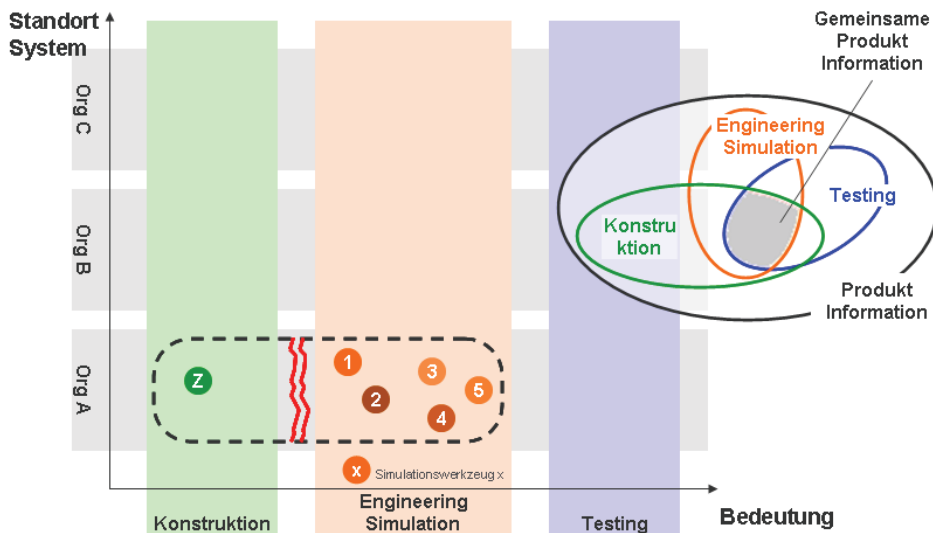 Standort
System
Gemeinsame
Produkt
Information
Org C
Org B
Org A
Engineering
Simulation
Testing
Konstru
ktion
Produkt
Information
Z
1
2
3
4
5
x
Simulationswerkzeug x
Konstruktion
Engineering
Simulation
Testing
Bedeutung